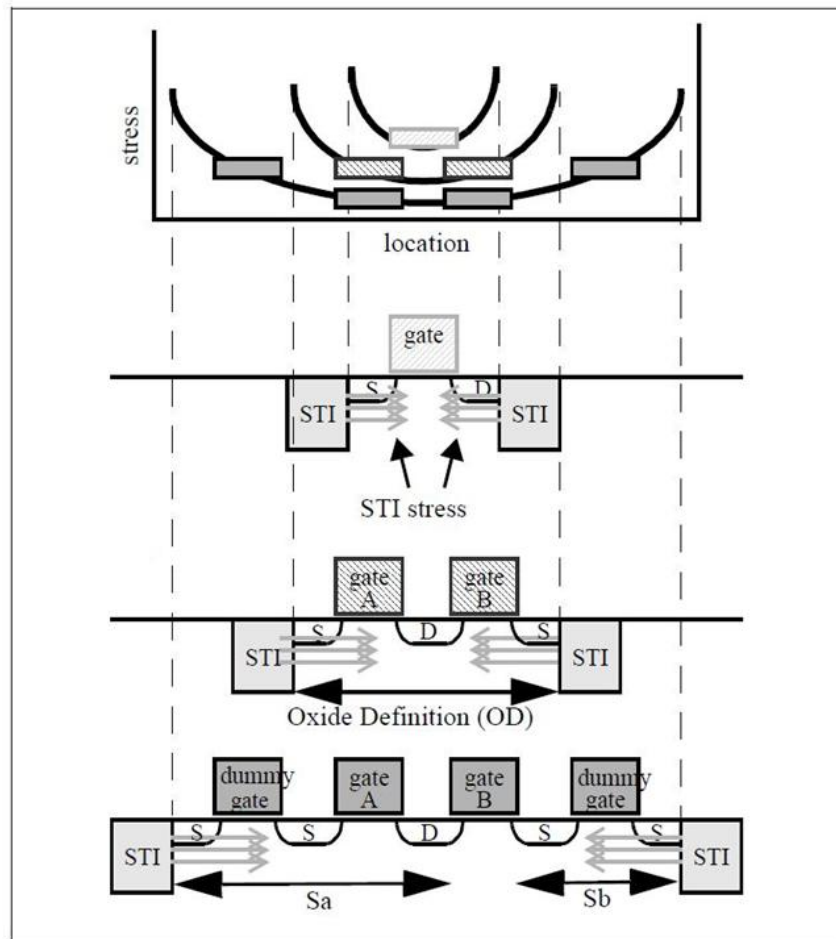 stress
location
gate
S D
STI STI
STI stress
gate gate
A B
S D S
STI STI
Oxide Definition (OD)
dummy gate gate dummy
gate A B gate
S S D S S
STI STI
Sa Sb